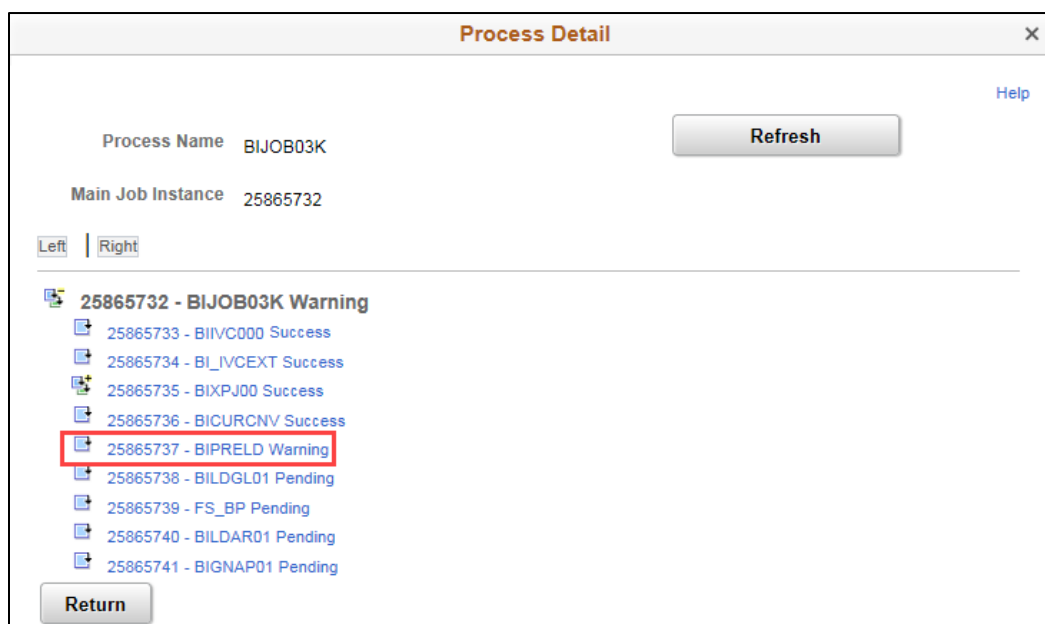 Process Detail ×
Help
Process Name BIJOB03K Refresh
Main Job Instance 25865732
Left Right
25865732 - BIJOB03K Warning
25865733 - BIIVC000 Success
25865734 - BI_IVCEXT Success
25865735 - BIXPJ00 Success
25865736 - BICURCNV Success
25865737 - BIPRELD Warning
25865738 - BILDGL01 Pending
25865739 - FS_BP Pending
25865740 - BILDAR01 Pending
25865741 - BIGNAP01 Pending
Return